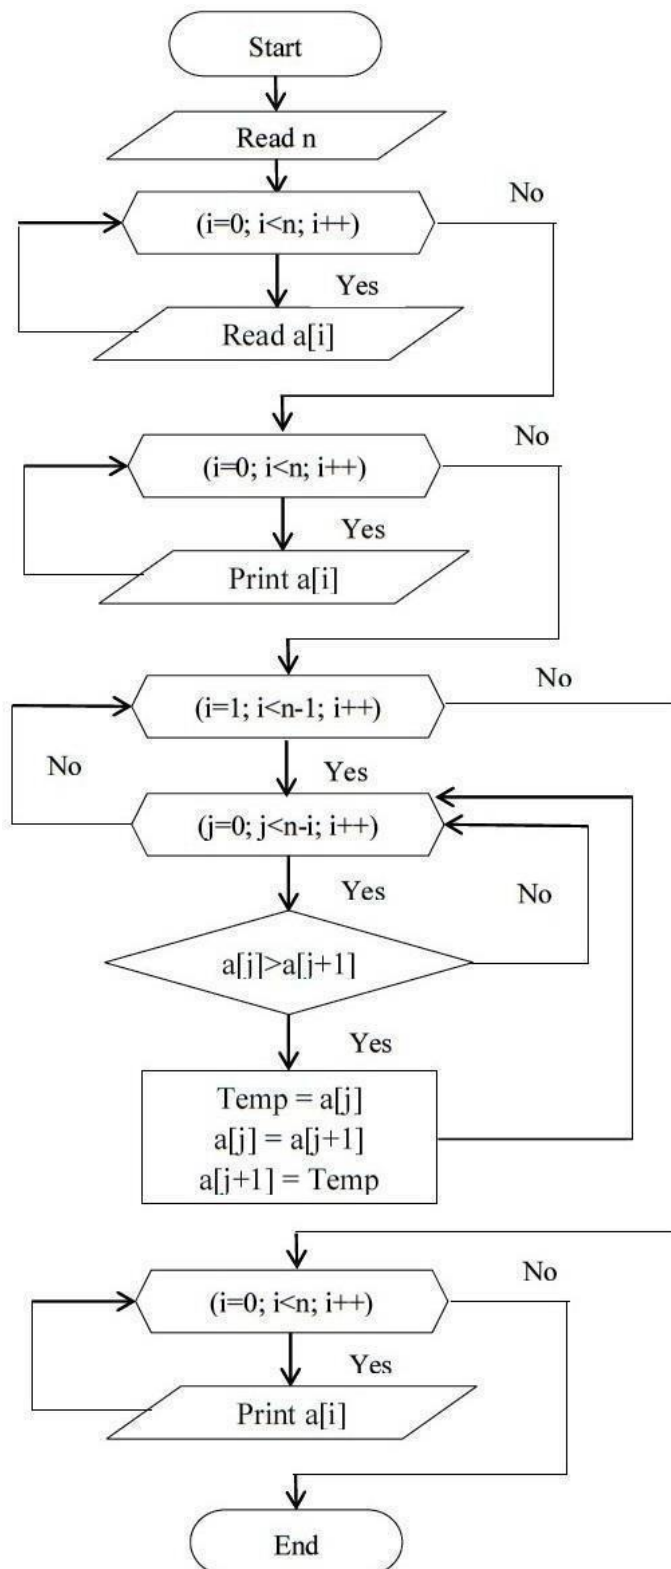 Start
Read n
No
(i=0; i<n; i++)
Yes
Read a[i]
No
(i=0; i<n; i++)
Yes
Print a[i]
No
(i=1; i<n-1; i++)
No
Yes
(j=0; j<n-i; i++)
Yes
No
a[j]>a[j+1]
Yes
Temp = a[j]
a[j] = a[j+1]
a[j+1] = Temp
No
(i=0; i<n; i++)
Yes
Print a[i]
End